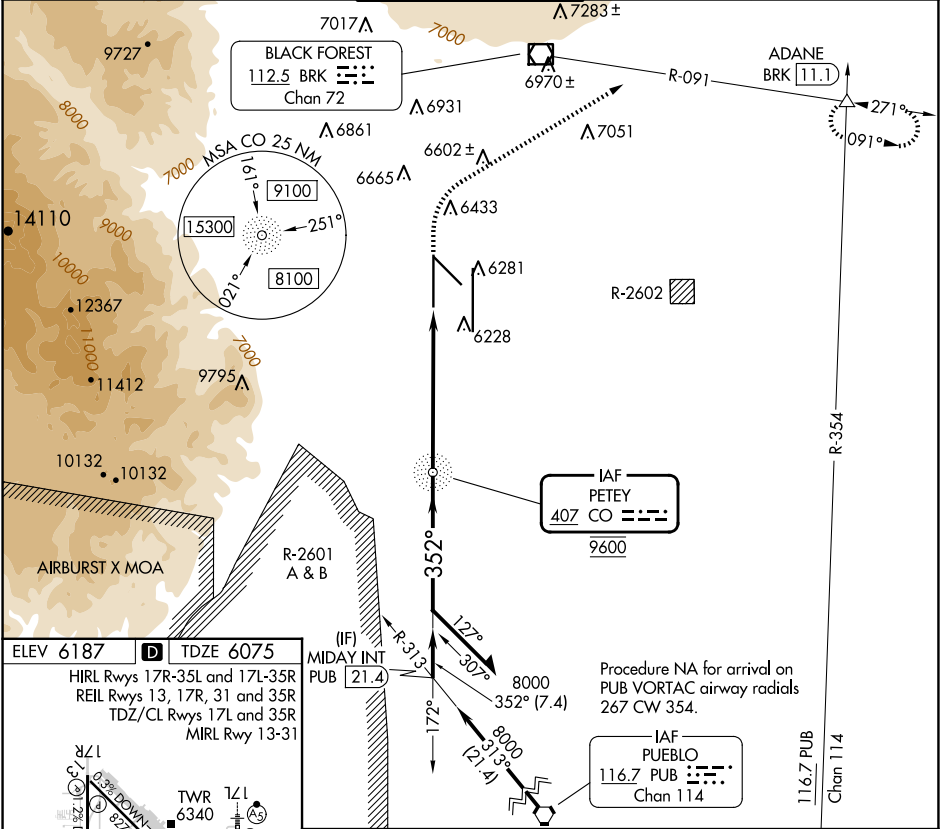 7017
7283±
7000
9727
BLACK FOREST
112.5 BRK
Chan 72
6970±
R-091
ADANE
BRK 11.1
8000
6931
6861
7051
271°
091°
7000
MSA CO 25 NM
6602±
6665
161°
9100
15300
251°
8100
021°
6433
14110
9000
10000
6281
R-2602
12367
11000
6228
7000
9795
11412
R-354
10132
10132
IAF
PETEY
407 CO
9600
352°
R-2601
A & B
AIRBURST X MOA
127°
307°
R-313
(IF)
MIDAY INT
PUB 21.4
8000
352° (7.4)
172°
Procedure NA for arrival on
PUB VORTAC airway radials
267 CW 354.
8000
313°
(21.4)
IAF
PUEBLO
116.7 PUB
Chan 114
116.7 PUB
Chan 114
ELEV 6187 D TDZE 6075
HIRL Rwys 17R-35L and 17L-35R
REIL Rwys 13, 17R, 31 and 35R
TDZ/CL Rwys 17L and 35R
MIRL Rwy 13-31
17R
13
0.3% DOWN
P
P
827
TWR
6340
17L
A5